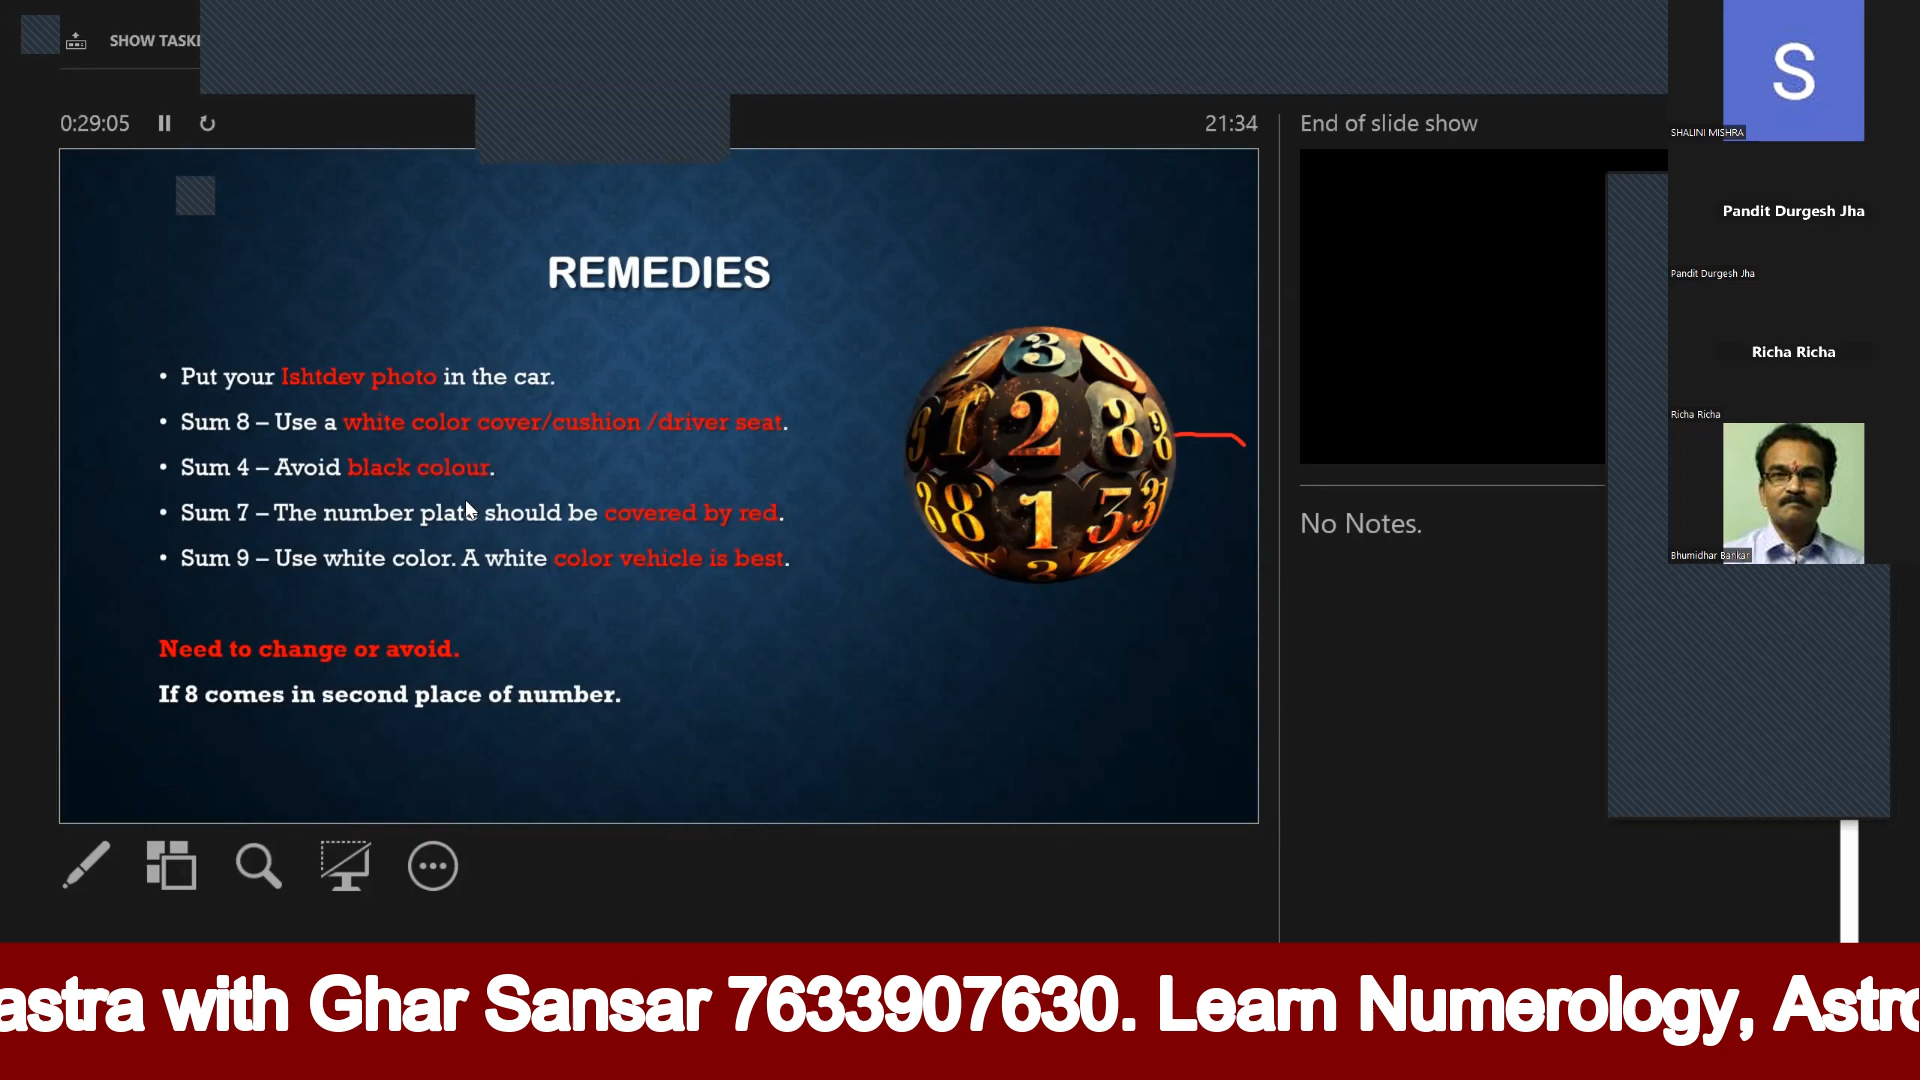 SHOW TASK
0:29:05
21:34
End of slide show
REMEDIES
• Put your Ishtdev photo in the car.
• Sum 8 – Use a white color cover/cushion /driver seat.
• Sum 4 – Avoid black colour.
• Sum 7 – The number plate should be covered by red.
• Sum 9 – Use white color. A white color vehicle is best.
Need to change or avoid.
If 8 comes in second place of number.
2
1
3
No Notes.
S
SHALINI MISHRA
Pandit Durgesh Jha
Pandit Durgesh Jha
Richa Richa
Richa Richa
Bhumidhar Bankar
astra with Ghar Sansar 7633907630. Learn Numerology, Astro